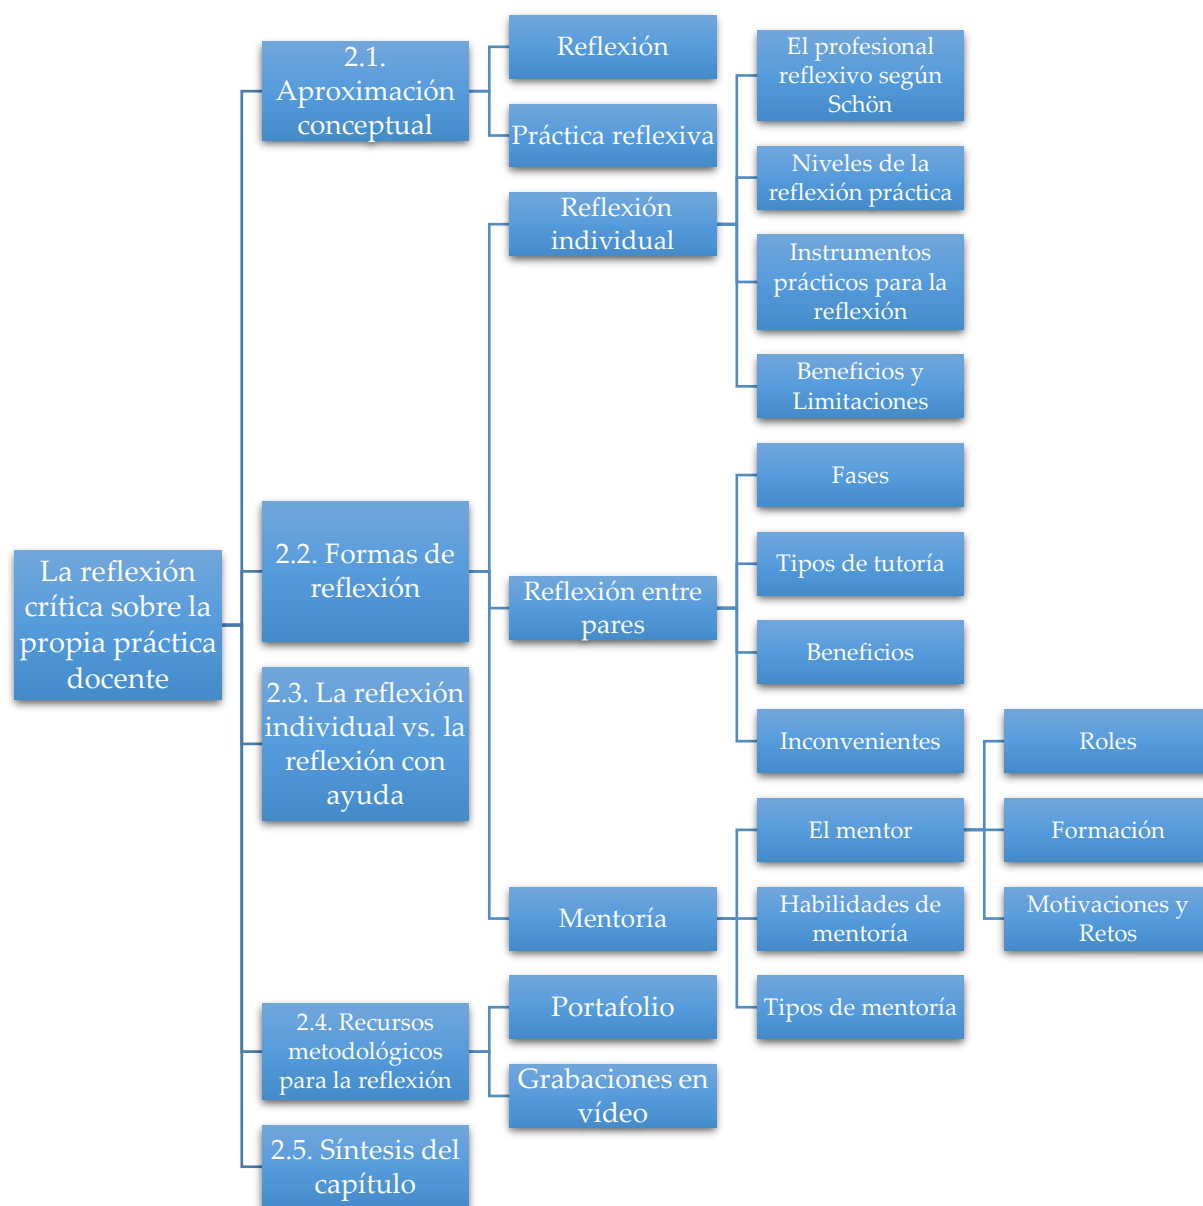 La reflexión
crítica sobre la
propia práctica
docente
2.1.
Aproximación
conceptual
Reflexión
Práctica reflexiva
2.2. Formas de
reflexión
Reflexión
individual
El profesional
reflexivo según
Schön
Niveles de la
reflexión práctica
Instrumentos
prácticos para la
reflexión
Beneficios y
Limitaciones
Reflexión entre
pares
Fases
Tipos de tutoría
Beneficios
Inconvenientes
Mentoría
El mentor
Roles
Formación
Motivaciones y
Retos
Habilidades de
mentoría
Tipos de mentoría
2.3. La reflexión
individual vs. la
reflexión con
ayuda
2.4. Recursos
metodológicos
para la reflexión
Portafolio
Grabaciones en
vídeo
2.5. Síntesis del
capítulo